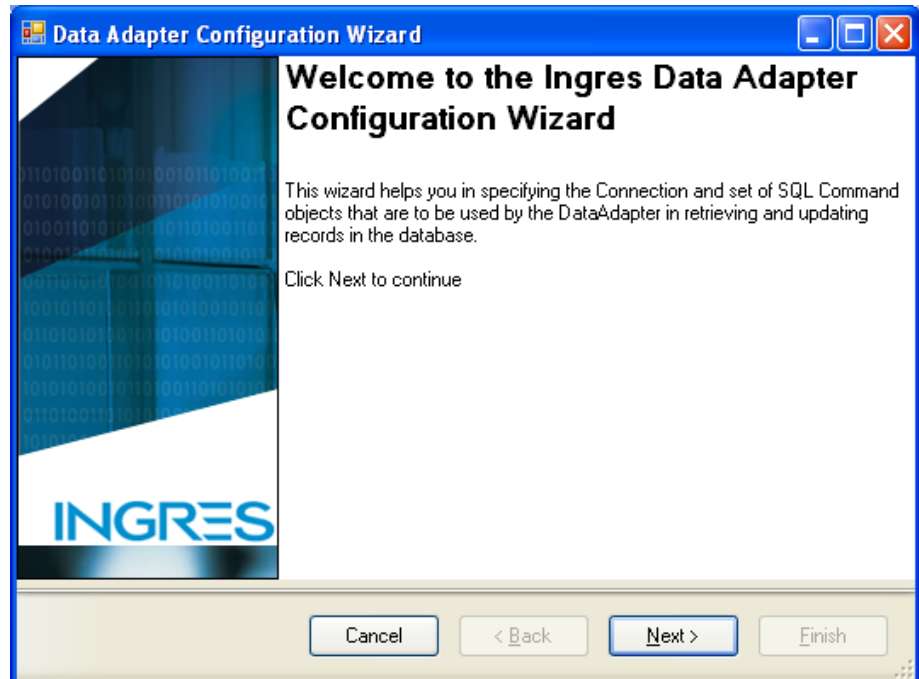 Data Adapter Configuration Wizard
Welcome to the Ingres Data Adapter
Configuration Wizard
This wizard helps you in specifying the Connection and set of SQL Command
objects that are to be used by the DataAdapter in retrieving and updating
records in the database.
Click Next to continue
INGRES
Cancel
< Back
Next >
Finish